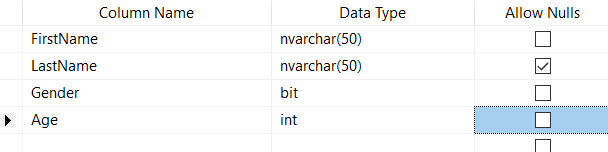 Column Name Data Type Allow Nulls
FirstName nvarchar(50)
LastName nvarchar(50)
Gender bit
Age int